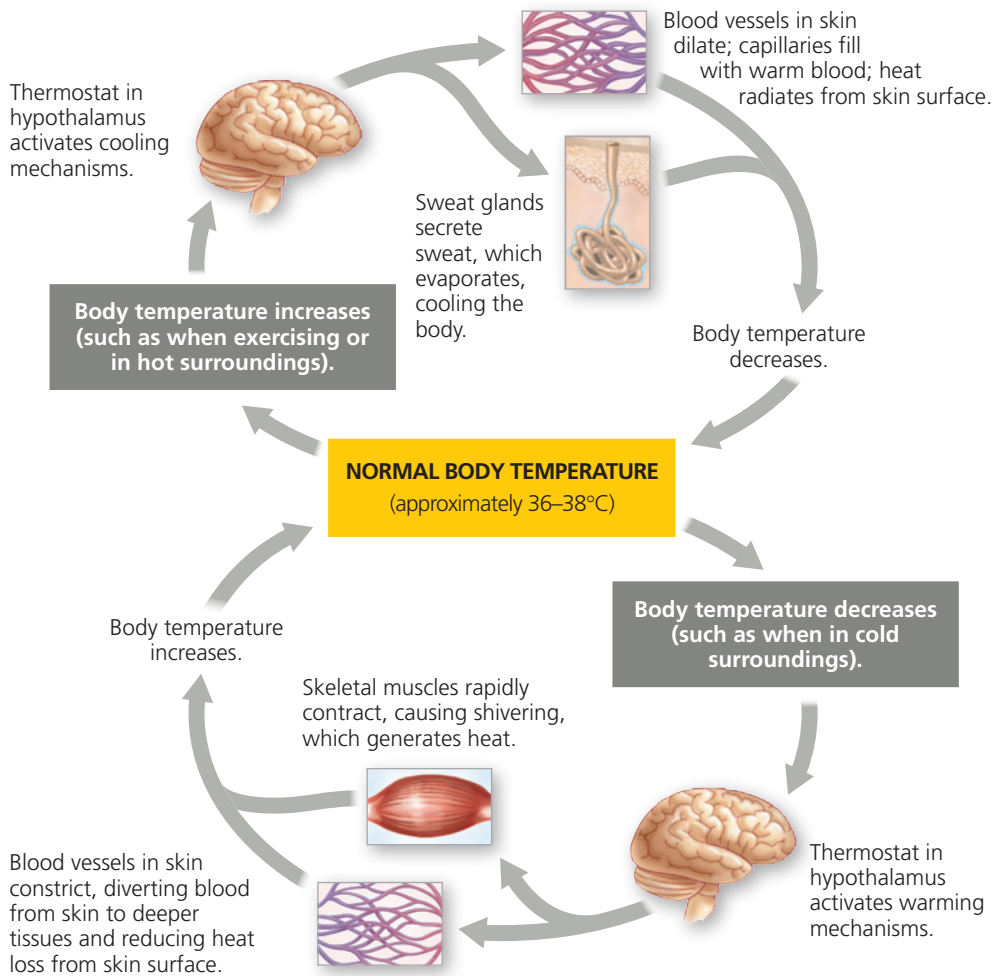 Thermostat in
hypothalamus
activates cooling
mechanisms.
Blood vessels in skin
dilate; capillaries fill
with warm blood; heat
radiates from skin surface.
Sweat glands
secrete
sweat, which
evaporates,
cooling the
body.
Body temperature increases
(such as when exercising or
in hot surroundings).
Body temperature
decreases.
NORMAL BODY TEMPERATURE
(approximately 36–38°C)
Body temperature decreases
(such as when in cold
surroundings).
Body temperature
increases.
Skeletal muscles rapidly
contract, causing shivering,
which generates heat.
Blood vessels in skin
constrict, diverting blood
from skin to deeper
tissues and reducing heat
loss from skin surface.
Thermostat in
hypothalamus
activates warming
mechanisms.